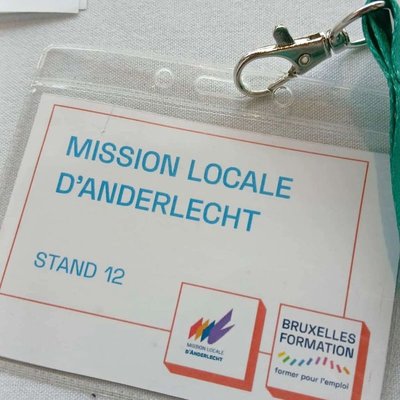 MISSION LOCALE
D'ANDERLECHT
STAND 12
MISSION LOCALE
D'ANDERLECHT
BRUXELLES
FORMATION
former pour l'emploi